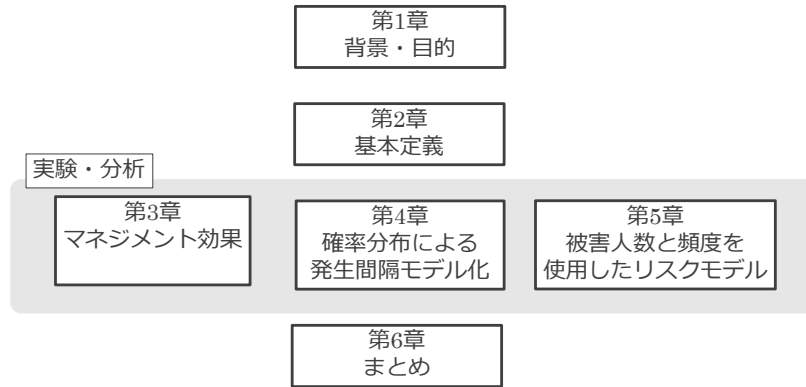 第1章
背景・目的
第2章
基本定義
実験・分析
第3章
マネジメント効果
第4章
確率分布による
発生間隔モデル化
第5章
被害人数と頻度を
使用したリスクモデル
第6章
まとめ